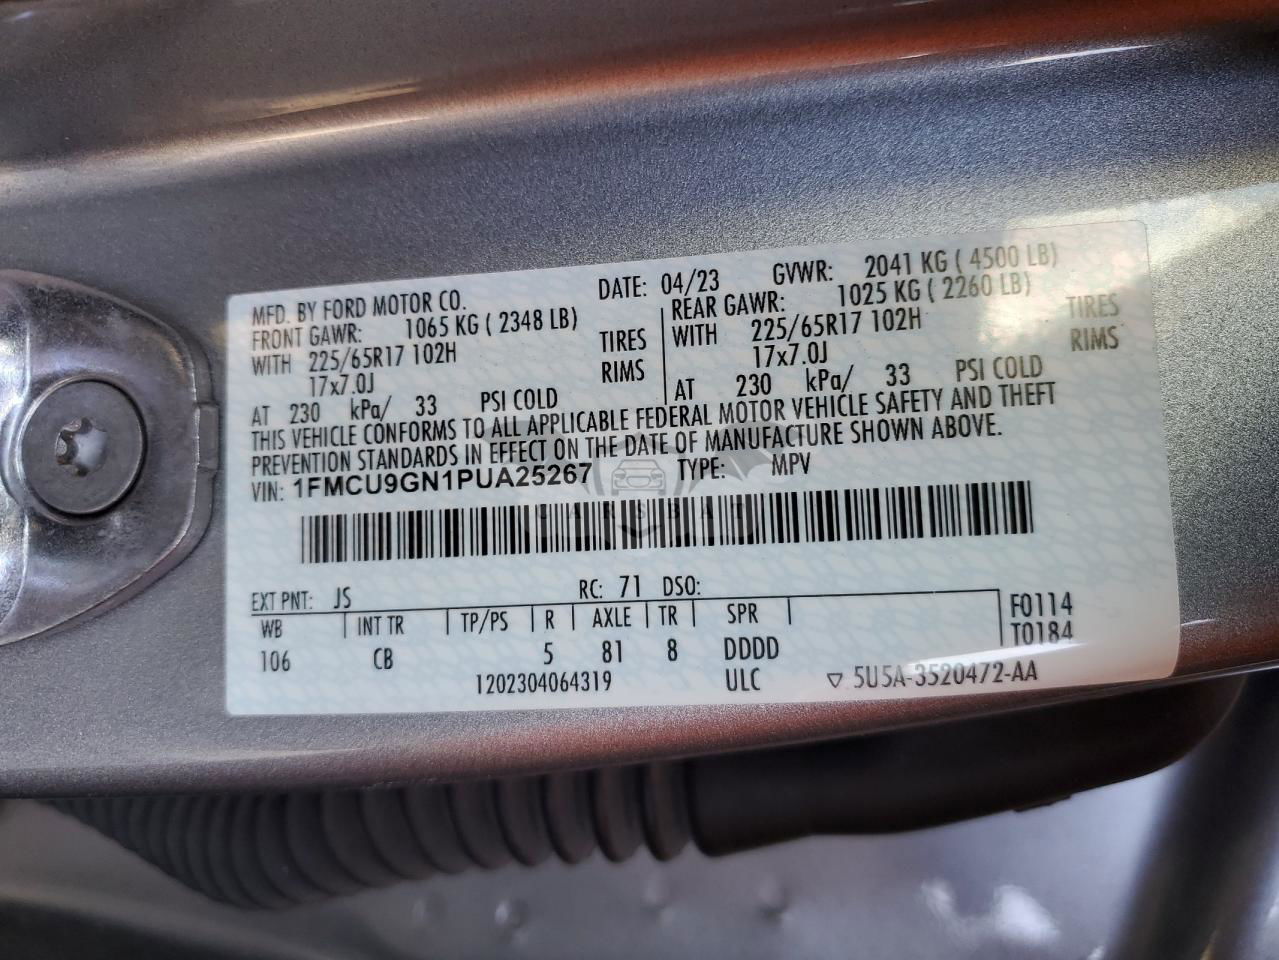 MFD. BY FORD MOTOR CO. DATE: 04/23 GVWR: 2041 KG ( 4500 LB)
FRONT GAWR: 1065 KG ( 2348 LB) REAR GAWR: 1025 KG ( 2260 LB)
WITH 225/65R17 102H TIRES WITH 225/65R17 102H TIRES
17x7.0J RIMS 17x7.0J RIMS
AT 230 kPa/ 33 PSI COLD AT 230 kPa/ 33 PSI COLD
THIS VEHICLE CONFORMS TO ALL APPLICABLE FEDERAL MOTOR VEHICLE SAFETY AND THEFT
PREVENTION STANDARDS IN EFFECT ON THE DATE OF MANUFACTURE SHOWN ABOVE.
VIN: 1FMCU9GN1PUA25267 TYPE: MPV
CARSBAT
EXT PNT: JS RC: 71 DSO:
WB INT TR TP/PS R AXLE TR SPR F0114
106 CB 5 81 8 DDDD T0184
1202304064319 ULC ▽ 5U5A-3520472-AA